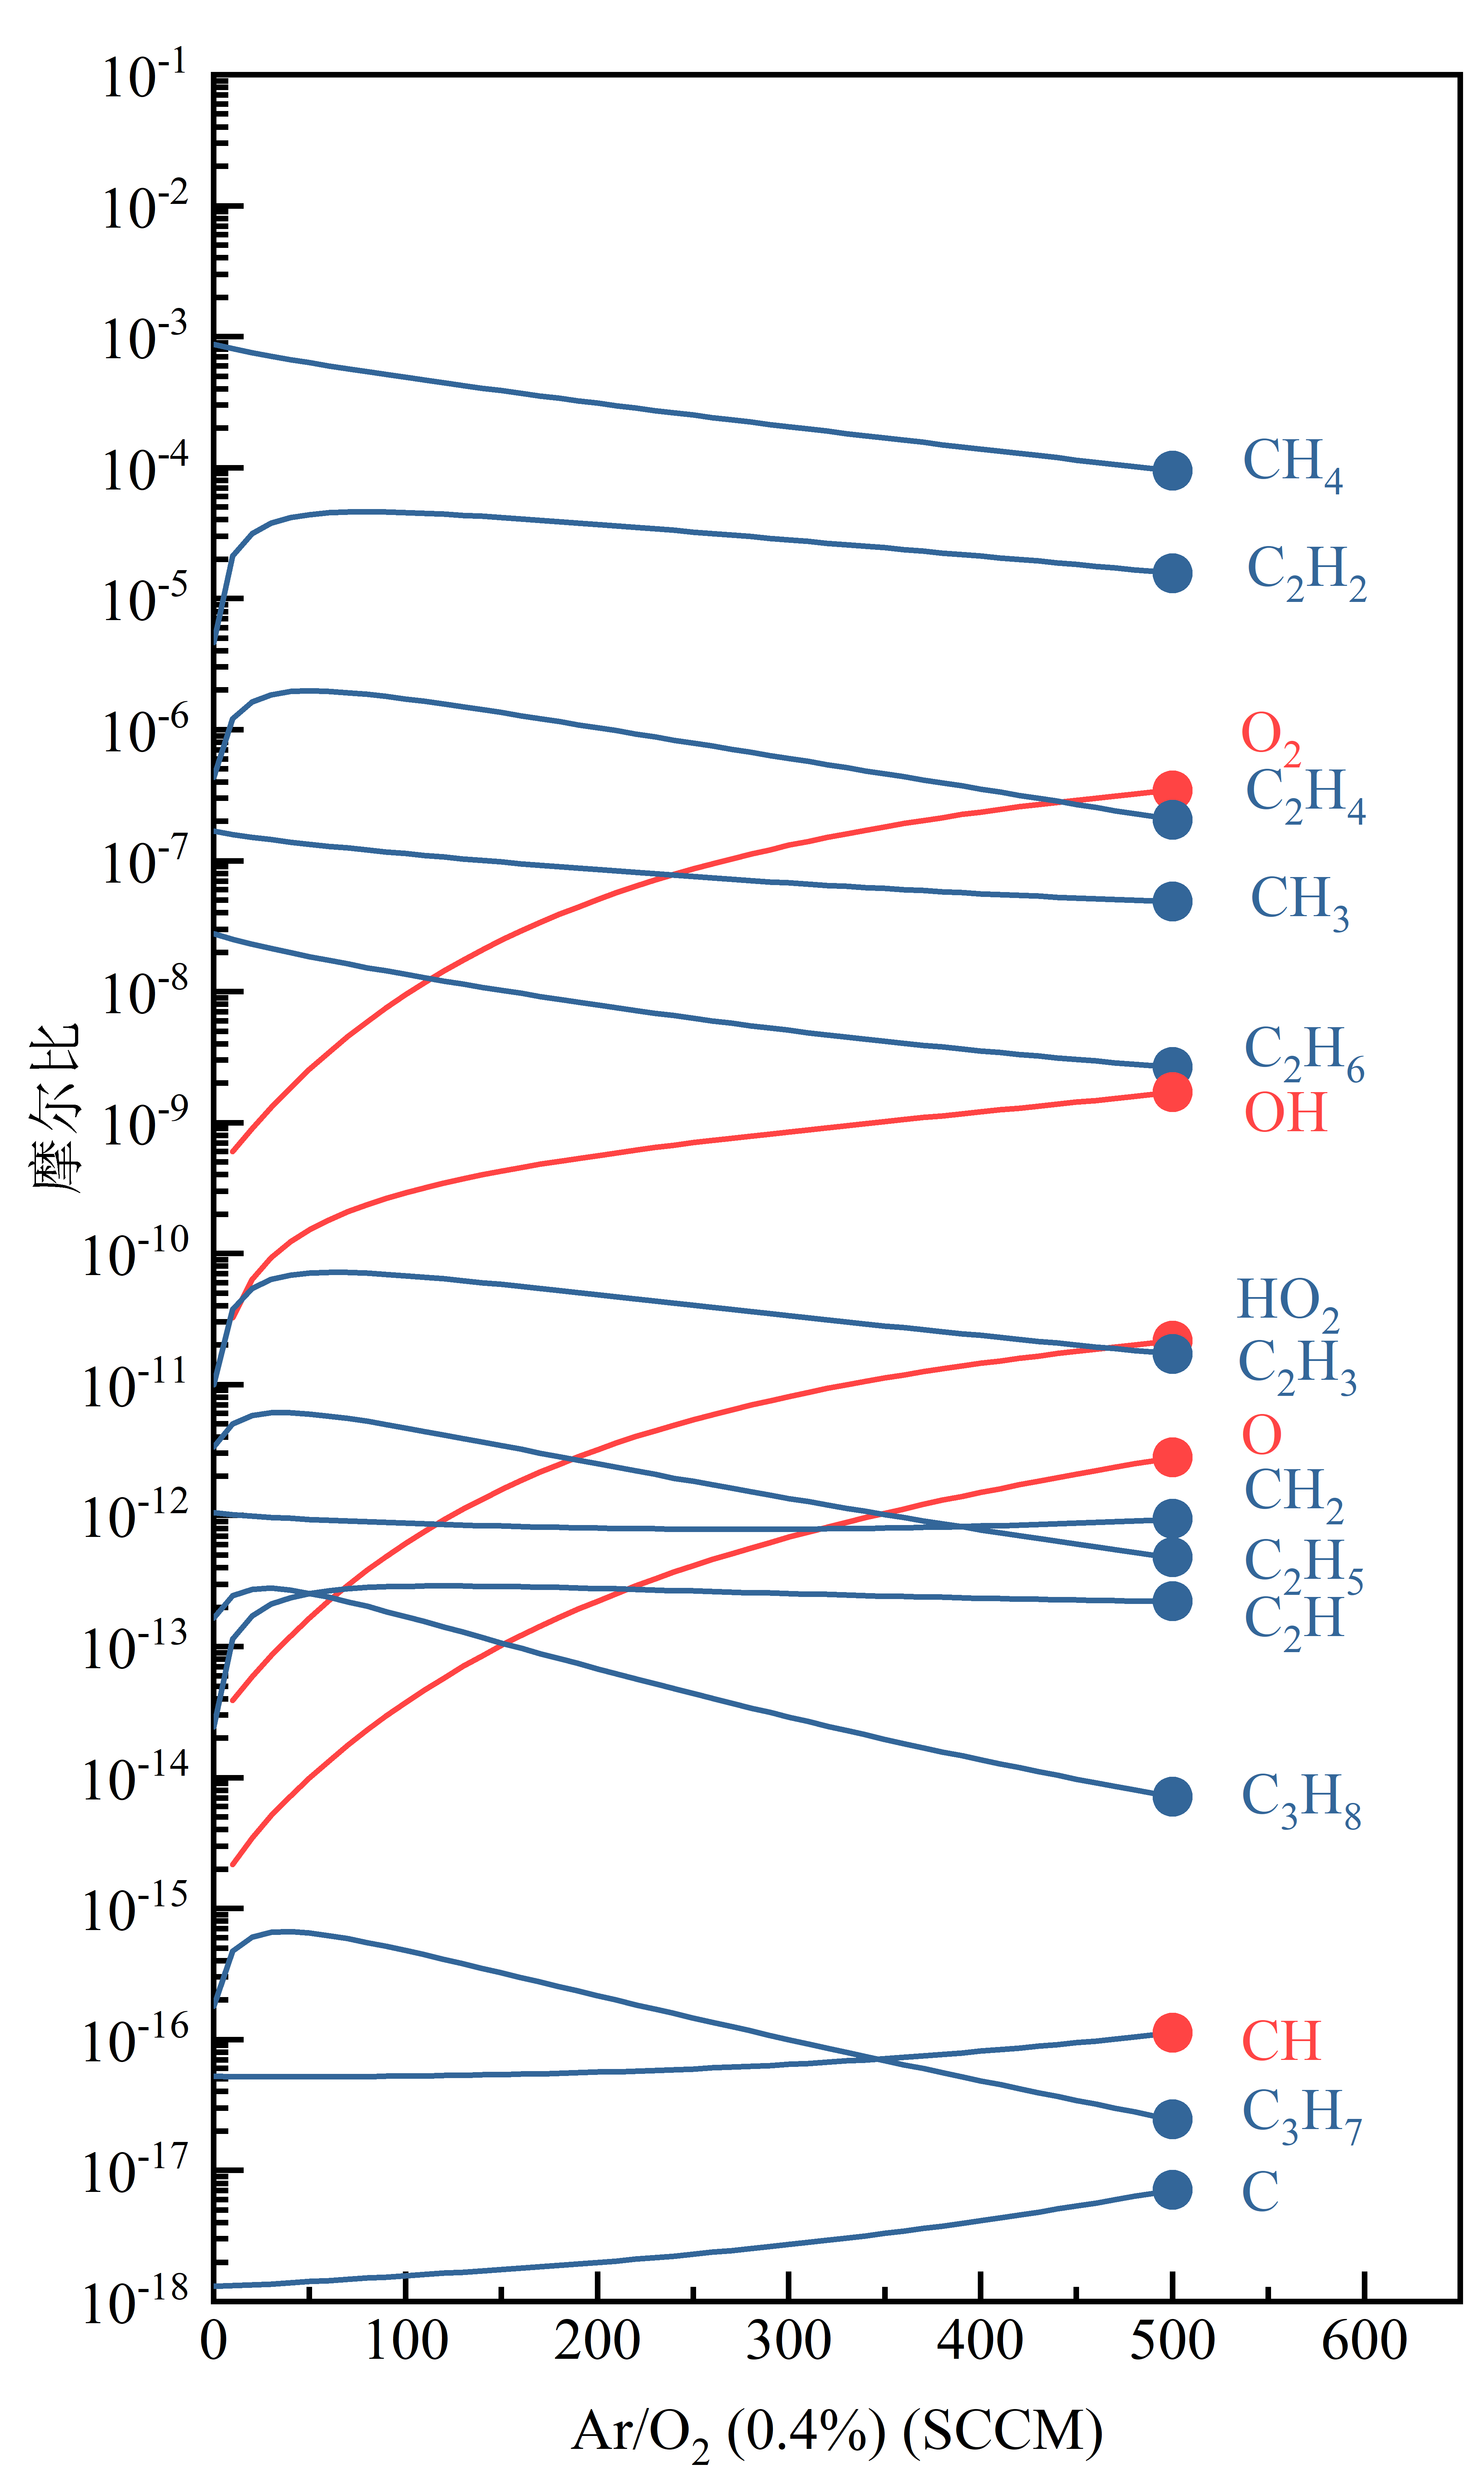 10⁻¹
10⁻²
10⁻³
10⁻⁴
10⁻⁵
10⁻⁶
10⁻⁷
10⁻⁸
10⁻⁹
10⁻¹⁰
10⁻¹¹
10⁻¹²
10⁻¹³
10⁻¹⁴
10⁻¹⁵
10⁻¹⁶
10⁻¹⁷
10⁻¹⁸
摩尔比
CH₄
C₂H₂
O₂
C₂H₄
CH₃
C₂H₆
OH
HO₂
C₂H₃
O
CH₂
C₂H₅
C₂H
C₃H₈
CH
C₃H₇
C
0 100 200 300 400 500 600
Ar/O₂ (0.4%) (SCCM)